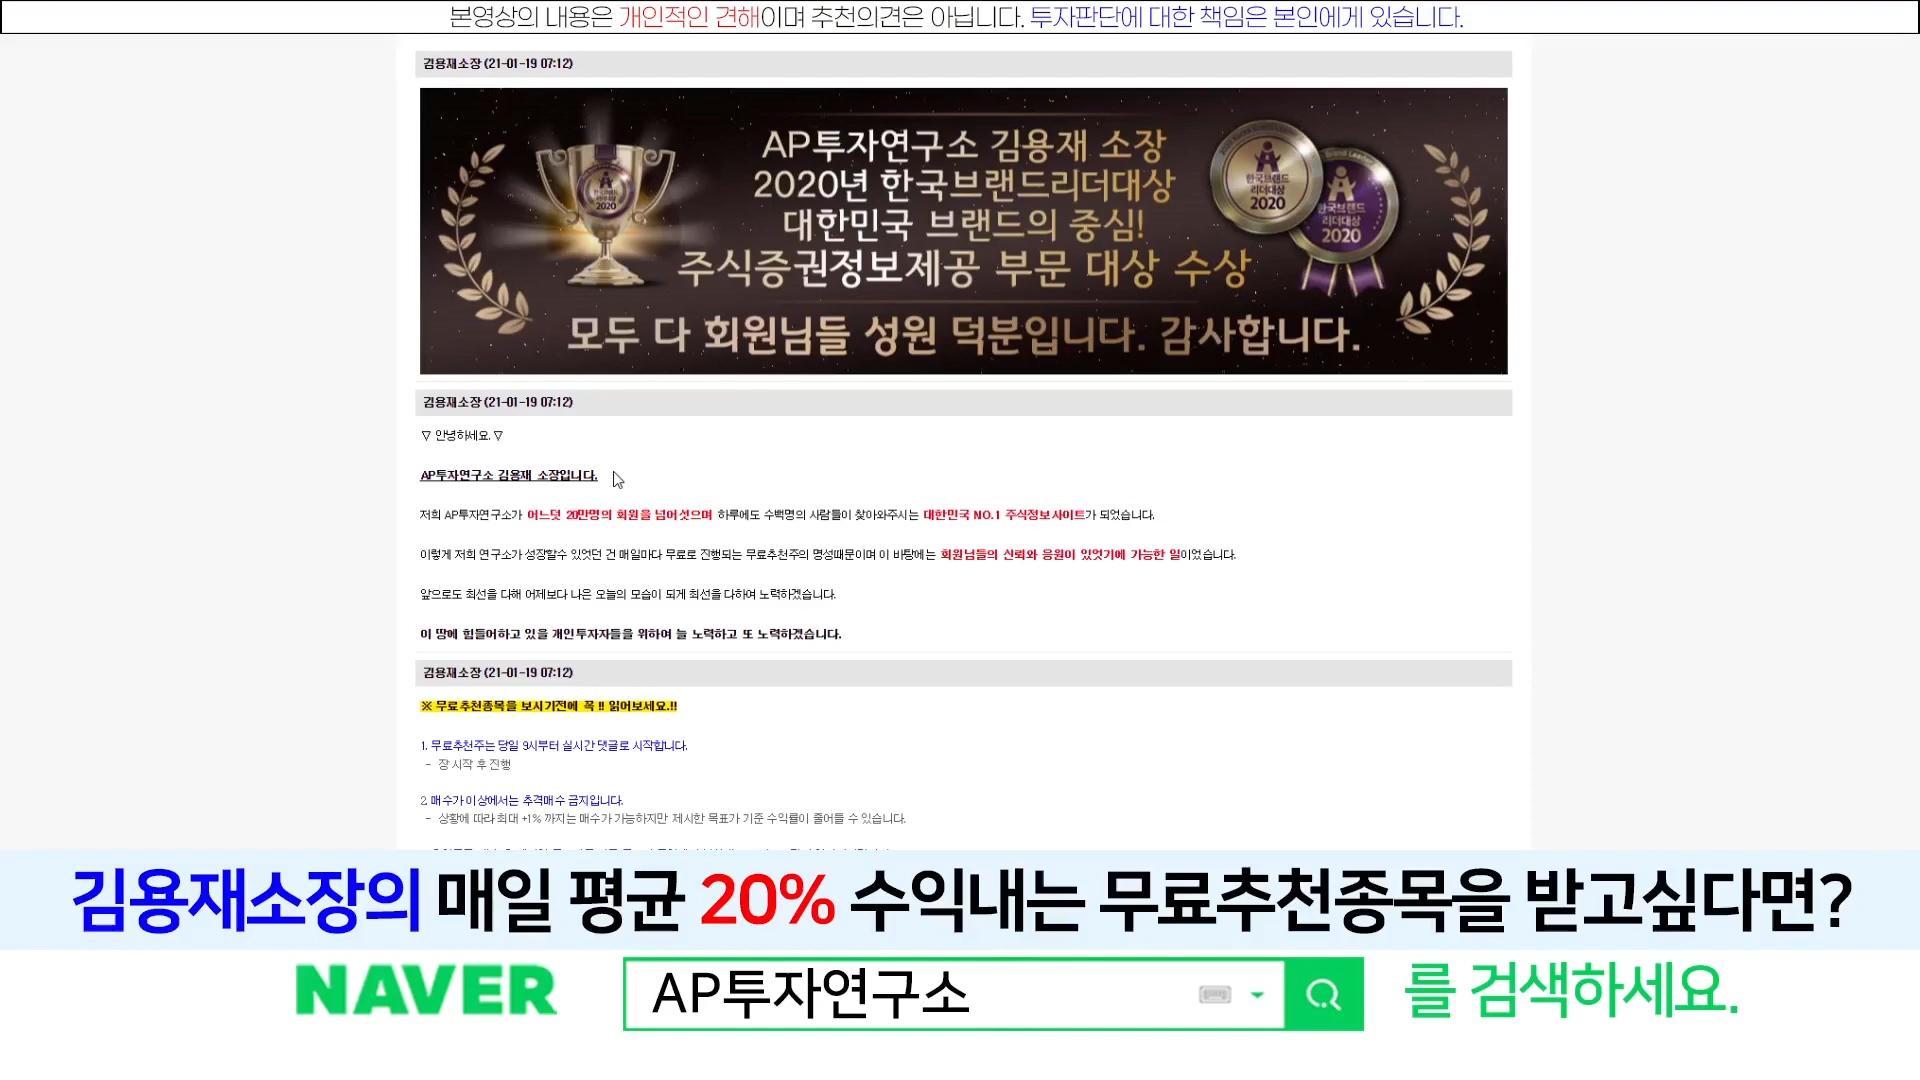 본영상의 내용은 개인적인 견해이며 추천의견은 아닙니다. 투자판단에 대한 책임은 본인에게 있습니다.
김용재소장 (21-01-19 07:12)
AP투자연구소 김용재 소장
2020년 한국브랜드리더대상
대한민국 브랜드의 중심!
주식증권정보제공 부문 대상 수상
모두 다 회원님들 성원 덕분입니다. 감사합니다.
한국브랜드
리더대상
2020
한국브랜드
리더대상
2020
한국브랜드
리더대상
2020
김용재소장 (21-01-19 07:12)
▽ 안녕하세요. ▽
AP투자연구소 김용재 소장입니다.
저희 AP투자연구소가 어느덧 20만명의 회원을 넘어섯으며 하루에도 수백명의 사람들이 찾아와주시는 대한민국 NO.1 주식정보사이트가 되었습니다.
이렇게 저희 연구소가 성장할수 있엇던 건 매일마다 무료로 진행되는 무료추천주의 명성때문이며 이 바탕에는 회원님들의 신뢰와 응원이 있엇기에 가능한 일이었습니다.
앞으로도 최선을 다해 어제보다 나은 오늘의 모습이 되게 최선을 다하여 노력하겠습니다.
이 땅에 힘들어하고 있을 개인투자자들을 위하여 늘 노력하고 또 노력하겠습니다.
김용재소장 (21-01-19 07:12)
※ 무료추천종목을 보시기전에 꼭 !! 읽어보세요.!!
1. 무료추천주는 당일 9시부터 실시간 댓글로 시작합니다.
- 장 시작 후 진행
2. 매수가 이상에서는 추격매수 금지입니다.
- 상황에 따라 최대 +1% 까지는 매수가 가능하지만 제시한 목표가 기준 수익률이 줄어들 수 있습니다.
김용재소장의 매일 평균 20% 수익내는 무료추천종목을 받고싶다면?
NAVER AP투자연구소 를 검색하세요.